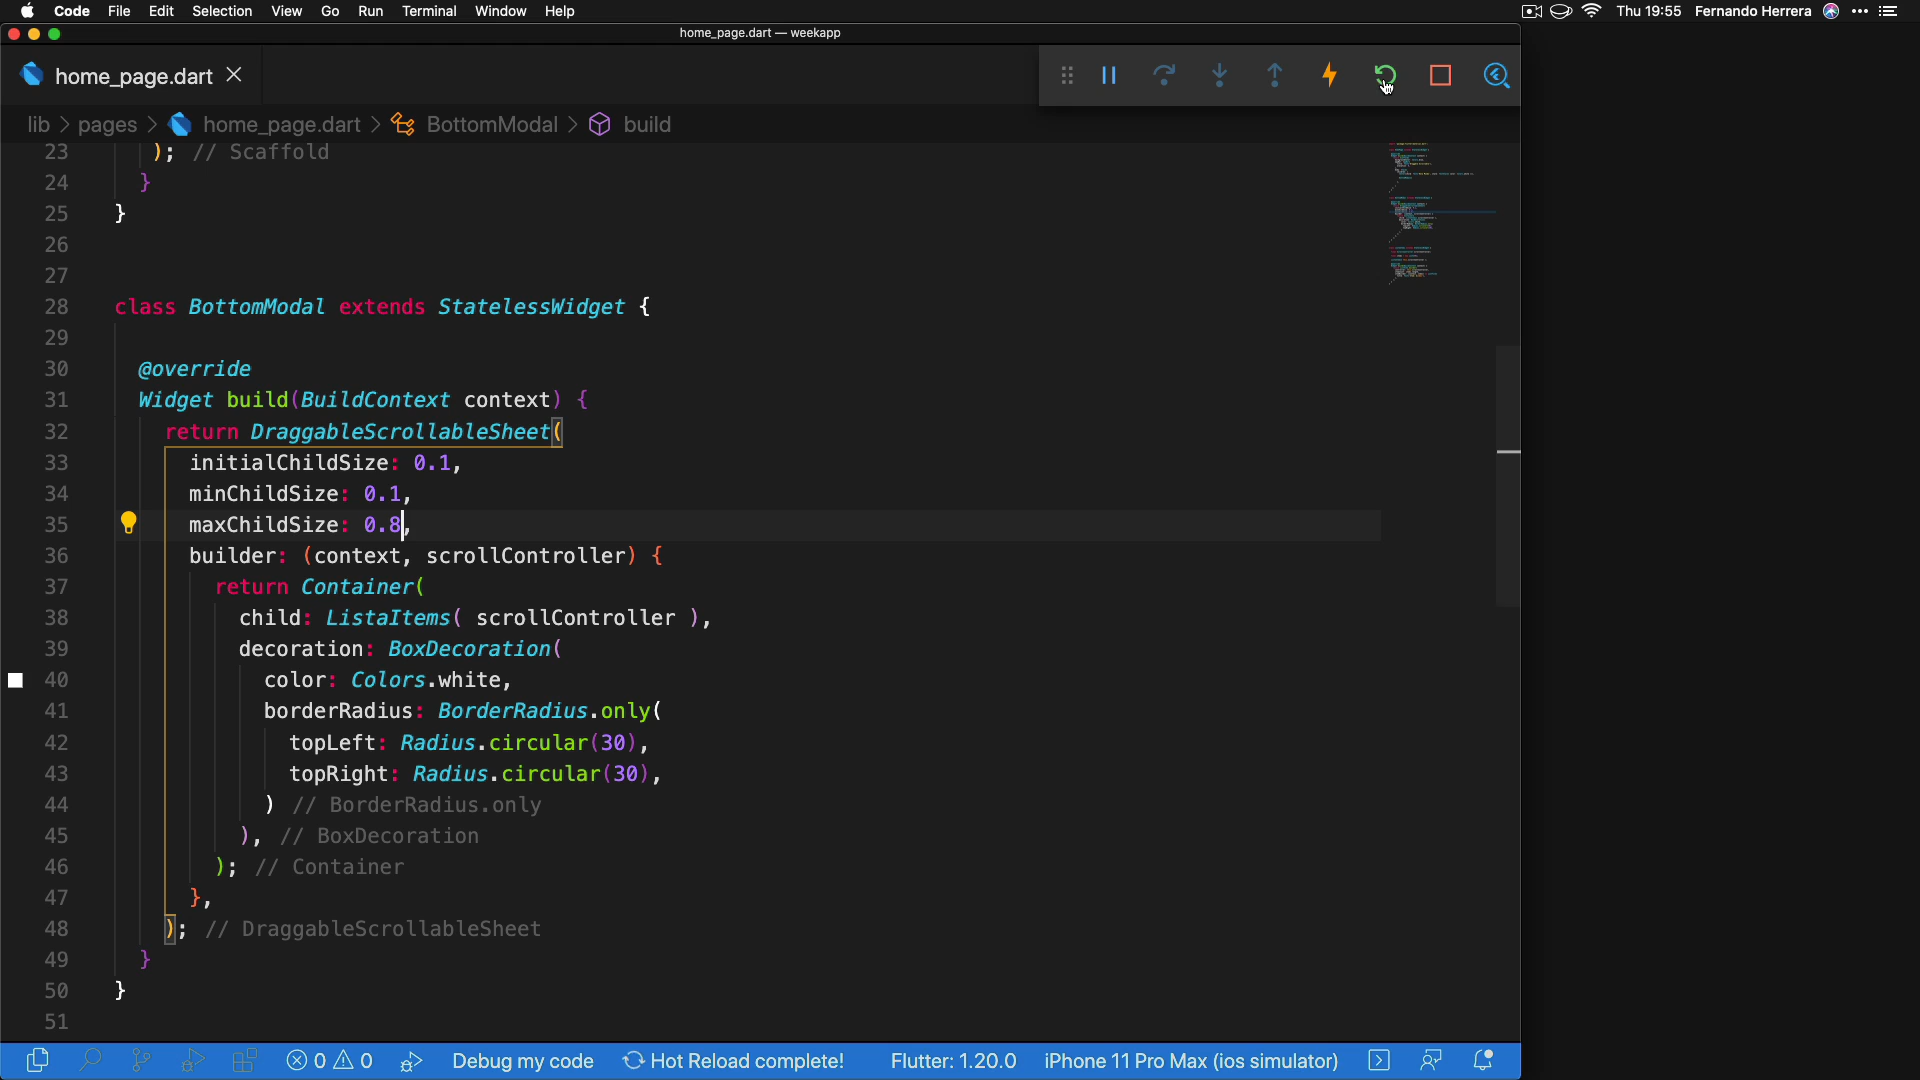 Code File Edit Selection View Go Run Terminal Window Help Thu 19:55 Fernando Herrera
home_page.dart — weekapp
home_page.dart
lib > pages > home_page.dart > BottomModal > build
23 ); // Scaffold
24 }
25 }
26
27
28 class BottomModal extends StatelessWidget {
29
30 @override
31 Widget build(BuildContext context) {
32 return DraggableScrollableSheet(
33 initialChildSize: 0.1,
34 minChildSize: 0.1,
35 maxChildSize: 0.8,
36 builder: (context, scrollController) {
37 return Container(
38 child: ListaItems( scrollController ),
39 decoration: BoxDecoration(
40 color: Colors.white,
41 borderRadius: BorderRadius.only(
42 topLeft: Radius.circular(30),
43 topRight: Radius.circular(30),
44 ) // BorderRadius.only
45 ), // BoxDecoration
46 ); // Container
47 },
48 ); // DraggableScrollableSheet
49 }
50 }
51
0 0 Debug my code Hot Reload complete! Flutter: 1.20.0 iPhone 11 Pro Max (ios simulator)